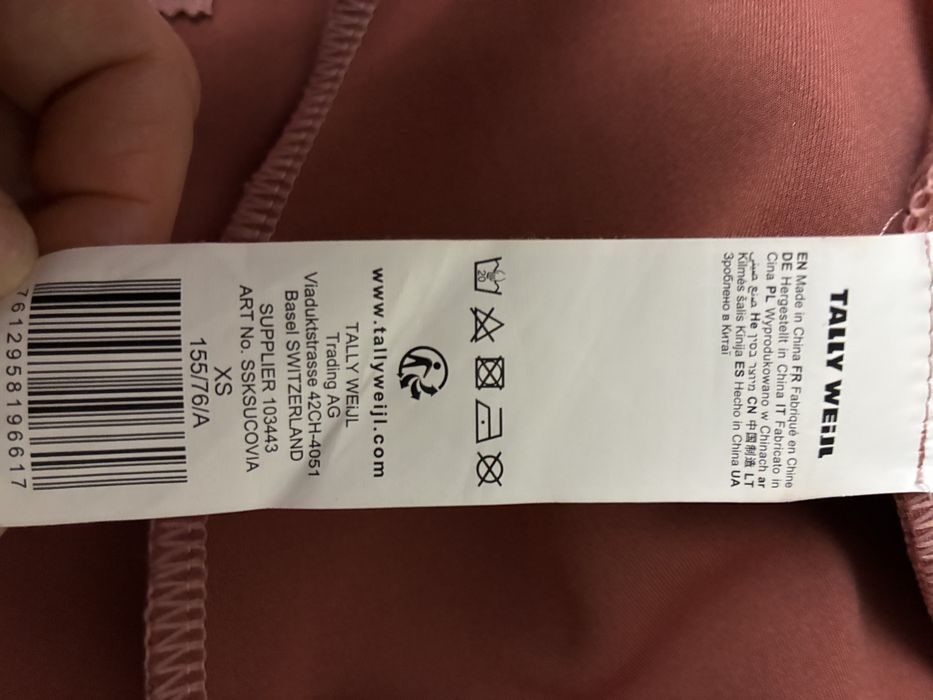 TALLY WEiJL
EN Made in China FR Fabriqué en Chine
DE Hergestellt in China IT Fabricato in
Cina PL Wyprodukowano w Chinach ar
صنع في الصين He מיוצר בסין CN 中国制造 LT
Kilmės šalis Kinija ES Hecho in China UA
Зроблено в Китаї
20
www.tallyweijl.com
TALLY WEiJL
Trading AG
Viaduktstrasse 42CH-4051
Basel SWITZERLAND
SUPPLIER 103443
ART No. SSKSUCOVIA
XS
155/76/A
7612958196617